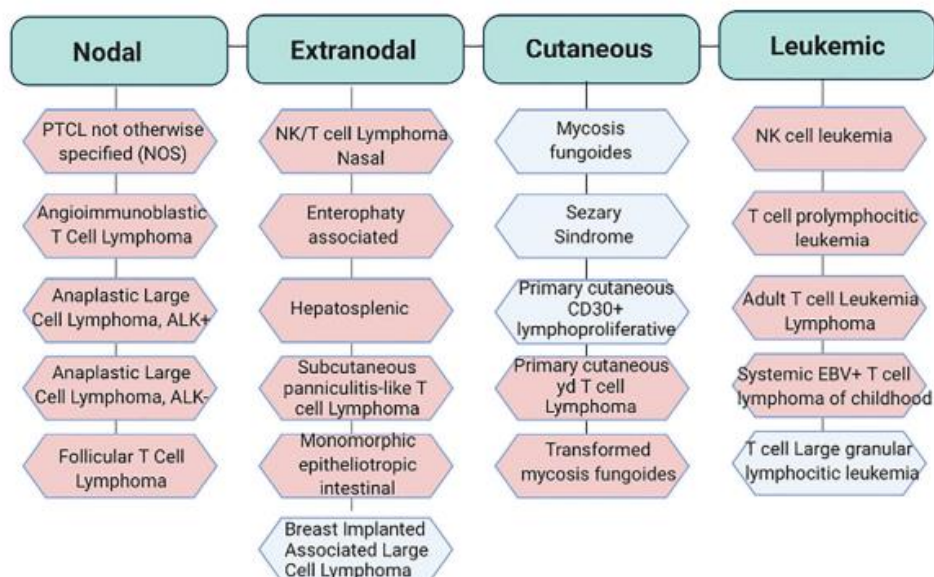 Nodal
Extranodal
Cutaneous
Leukemic
PTCL not otherwise
specified (NOS)
Angioimmunoblastic
T Cell Lymphoma
Anaplastic Large
Cell Lymphoma, ALK+
Anaplastic Large
Cell Lymphoma, ALK-
Follicular T Cell
Lymphoma
NK/T cell Lymphoma
Nasal
Enterophaty
associated
Hepatosplenic
Subcutaneous
panniculitis-like T
cell Lymphoma
Monomorphic
epitheliotropic
intestinal
Breast Implanted
Associated Large
Cell Lymphoma
Mycosis
fungoides
Sezary
Sindrome
Primary cutaneous
CD30+
lymphoproliferative
Primary cutaneous
yd T cell
Lymphoma
Transformed
mycosis fungoides
NK cell leukemia
T cell prolymphocitic
leukemia
Adult T cell Leukemia
Lymphoma
Systemic EBV+ T cell
lymphoma of childhood
T cell Large granular
lymphocitic leukemia